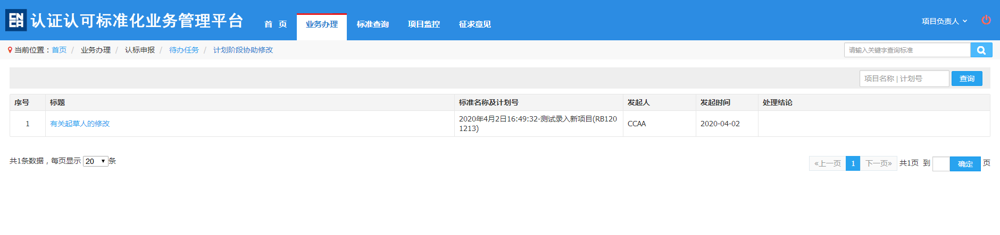 CNCA 认证认可标准化业务管理平台
首 页 业务办理 标准查询 项目监控 征求意见
项目负责人
当前位置：首页 / 业务办理 / 认标申报 / 待办任务 / 计划阶段协助修改
请输入关键字查询标准
项目名称 | 计划号 查询
序号 标题 标准名称及计划号 发起人 发起时间 处理结论
1 有关起草人的修改 2020年4月2日16:49:32-测试录入新项目(RB120
1213) CCAA 2020-04-02
共1条数据，每页显示 20 条
«上一页 1 下一页» 共1页 到 确定 页